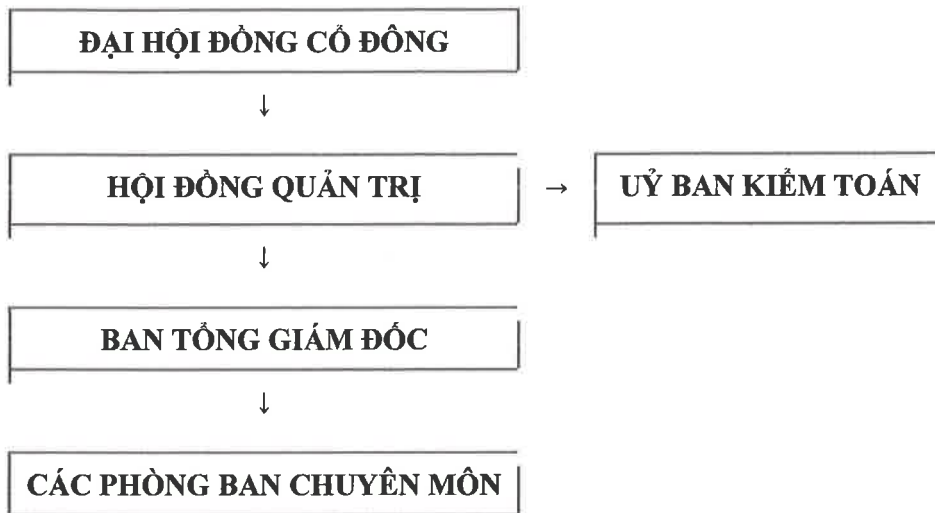 ĐẠI HỘI ĐỒNG CỔ ĐÔNG
↓
HỘI ĐỒNG QUẢN TRỊ → UỶ BAN KIỂM TOÁN
↓
BAN TỔNG GIÁM ĐỐC
↓
CÁC PHÒNG BAN CHUYÊN MÔN